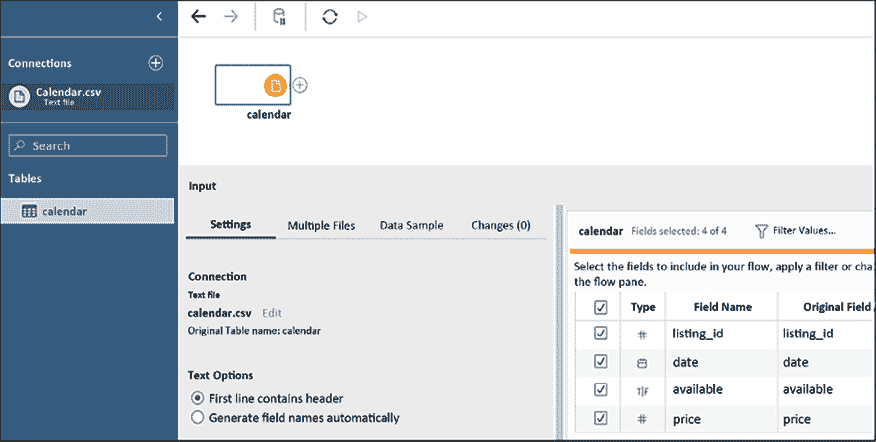 Connections
Calendar.csv
Text file
Search
Tables
calendar
calendar
Input
Settings Multiple Files Data Sample Changes (0)
Connection
Text file
calendar.csv Edit
Original Table name: calendar
Text Options
First line contains header
Generate field names automatically
calendar Fields selected: 4 of 4 Filter Values...
Select the fields to include in your flow, apply a filter or cha
the flow pane.
Type Field Name Original Field
# listing_id listing_id
date date
T|F available available
# price price